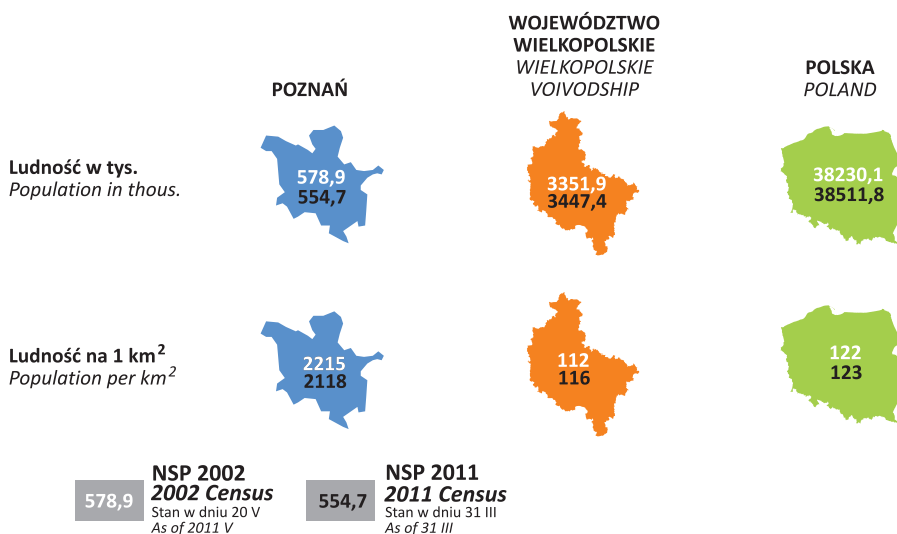 POZNAŃ
WOJEWÓDZTWO
WIELKOPOLSKIE
WIELKOPOLSKIE
VOIVODSHIP
POLSKA
POLAND
Ludność w tys.
Population in thous.
578,9
554,7
3351,9
3447,4
38230,1
38511,8
Ludność na 1 km²
Population per km²
2215
2118
112
116
122
123
578,9
NSP 2002
2002 Census
Stan w dniu 20 V
As of 2011 V
554,7
NSP 2011
2011 Census
Stan w dniu 31 III
As of 31 III